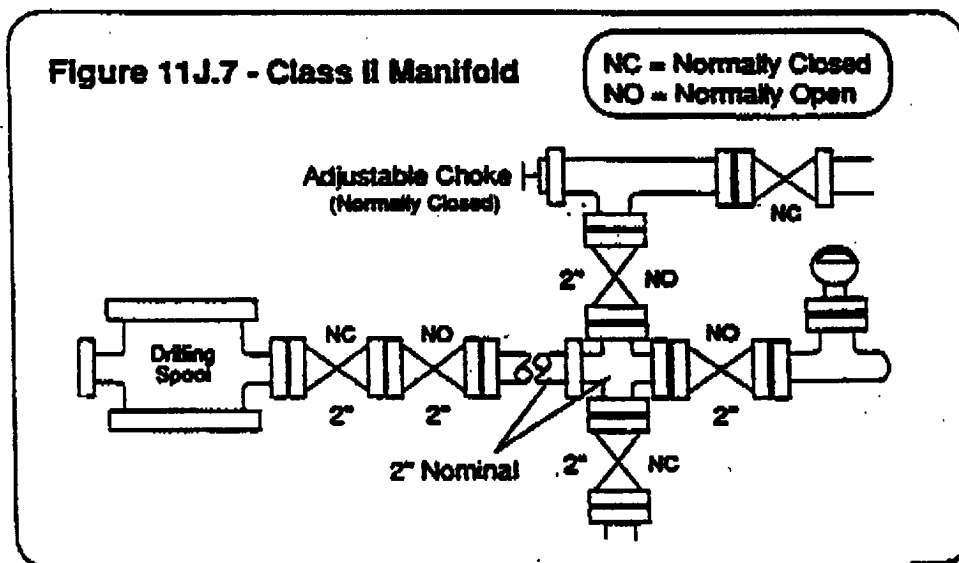 Figure 11J.7 - Class II Manifold
NC = Normally Closed
NO = Normally Open
Adjustable Choke
(Normally Closed)
NC
2"
NO
Drilling
Spool
NC
NO
NO
2"
2"
2"
2" Nominal
2"
NC